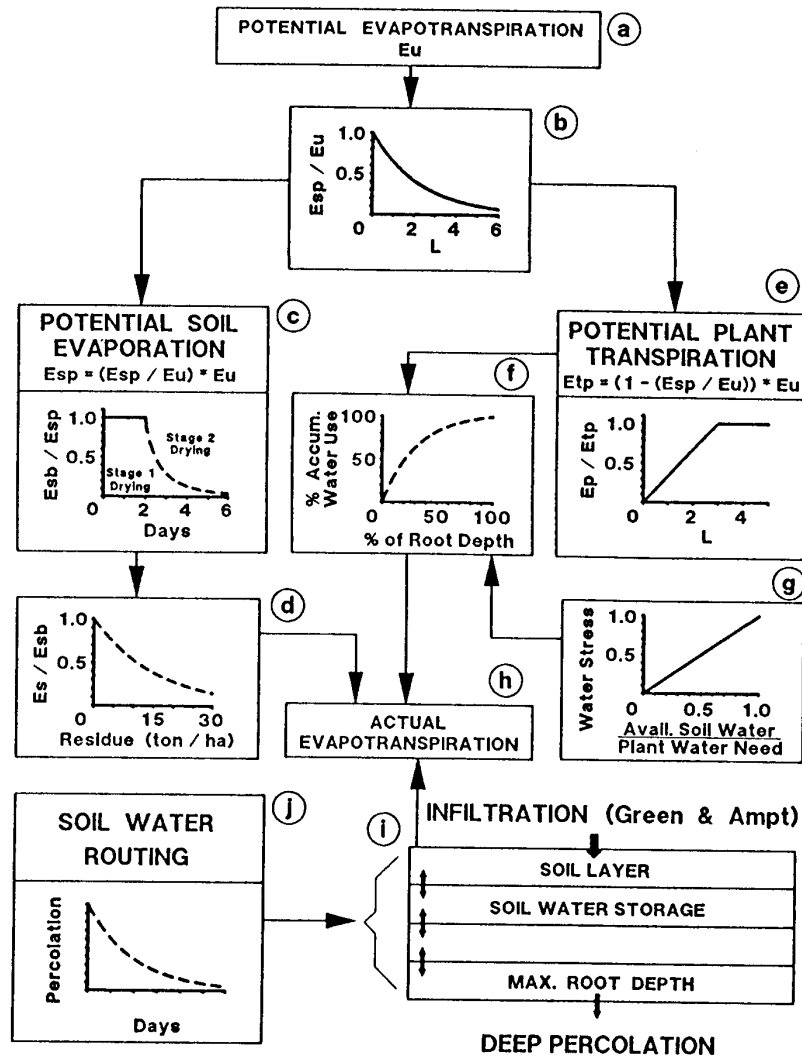 POTENTIAL EVAPOTRANSPIRATION
Eu
a
b
Esp / Eu
1.0
0.5
0
2
4
6
L
POTENTIAL SOIL
EVAPORATION
Esp = (Esp / Eu) * Eu
c
Esb / Esp
1.0
0.5
Stage 2
Drying
Stage 1
Drying
0
2
4
6
Days
e
POTENTIAL PLANT
TRANSPIRATION
Etp = (1 - (Esp / Eu)) * Eu
Ep / Etp
1.0
0.5
0
2
4
L
f
% Accum.
Water Use
100
50
0
50
100
% of Root Depth
d
Es / Esb
1.0
0.5
0
15
30
Residue (ton / ha)
g
Water Stress
1.0
0.5
0
0.5
1.0
Avail. Soil Water
Plant Water Need
h
ACTUAL
EVAPOTRANSPIRATION
j
SOIL WATER
ROUTING
Percolation
Days
i
INFILTRATION (Green & Ampt)
SOIL LAYER
SOIL WATER STORAGE
MAX. ROOT DEPTH
DEEP PERCOLATION